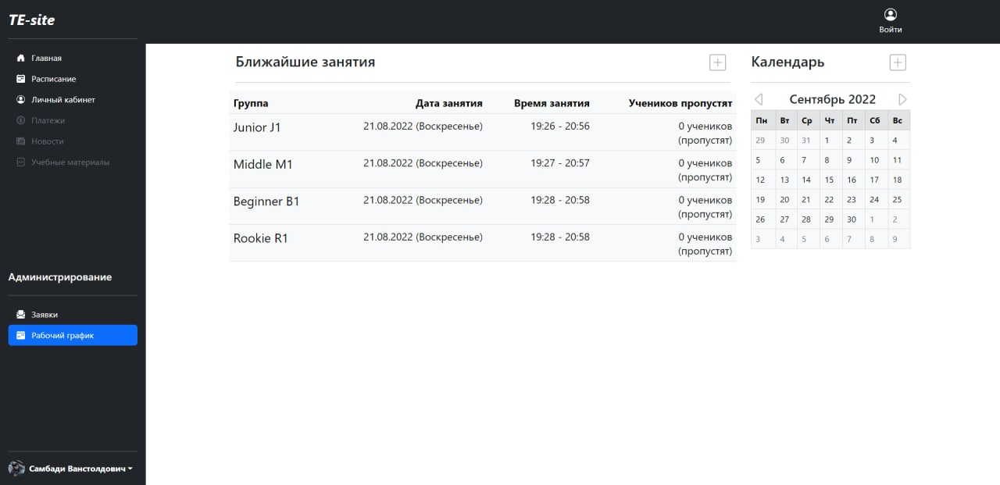 TE-site
Войти
Главная
Расписание
Личный кабинет
Платежи
Новости
Учебные материалы
Администрирование
Заявки
Рабочий график
Самбади Ванстолдович
Ближайшие занятия
Группа Дата занятия Время занятия Учеников пропустят
Junior J1 21.08.2022 (Воскресенье) 19:26 - 20:56 0 учеников
(пропустят)
Middle M1 21.08.2022 (Воскресенье) 19:27 - 20:57 0 учеников
(пропустят)
Beginner B1 21.08.2022 (Воскресенье) 19:28 - 20:58 0 учеников
(пропустят)
Rookie R1 21.08.2022 (Воскресенье) 19:28 - 20:58 0 учеников
(пропустят)
Календарь
Сентябрь 2022
Пн Вт Ср Чт Пт Сб Вс
29 30 31 1 2 3 4
5 6 7 8 9 10 11
12 13 14 15 16 17 18
19 20 21 22 23 24 25
26 27 28 29 30 1 2
3 4 5 6 7 8 9